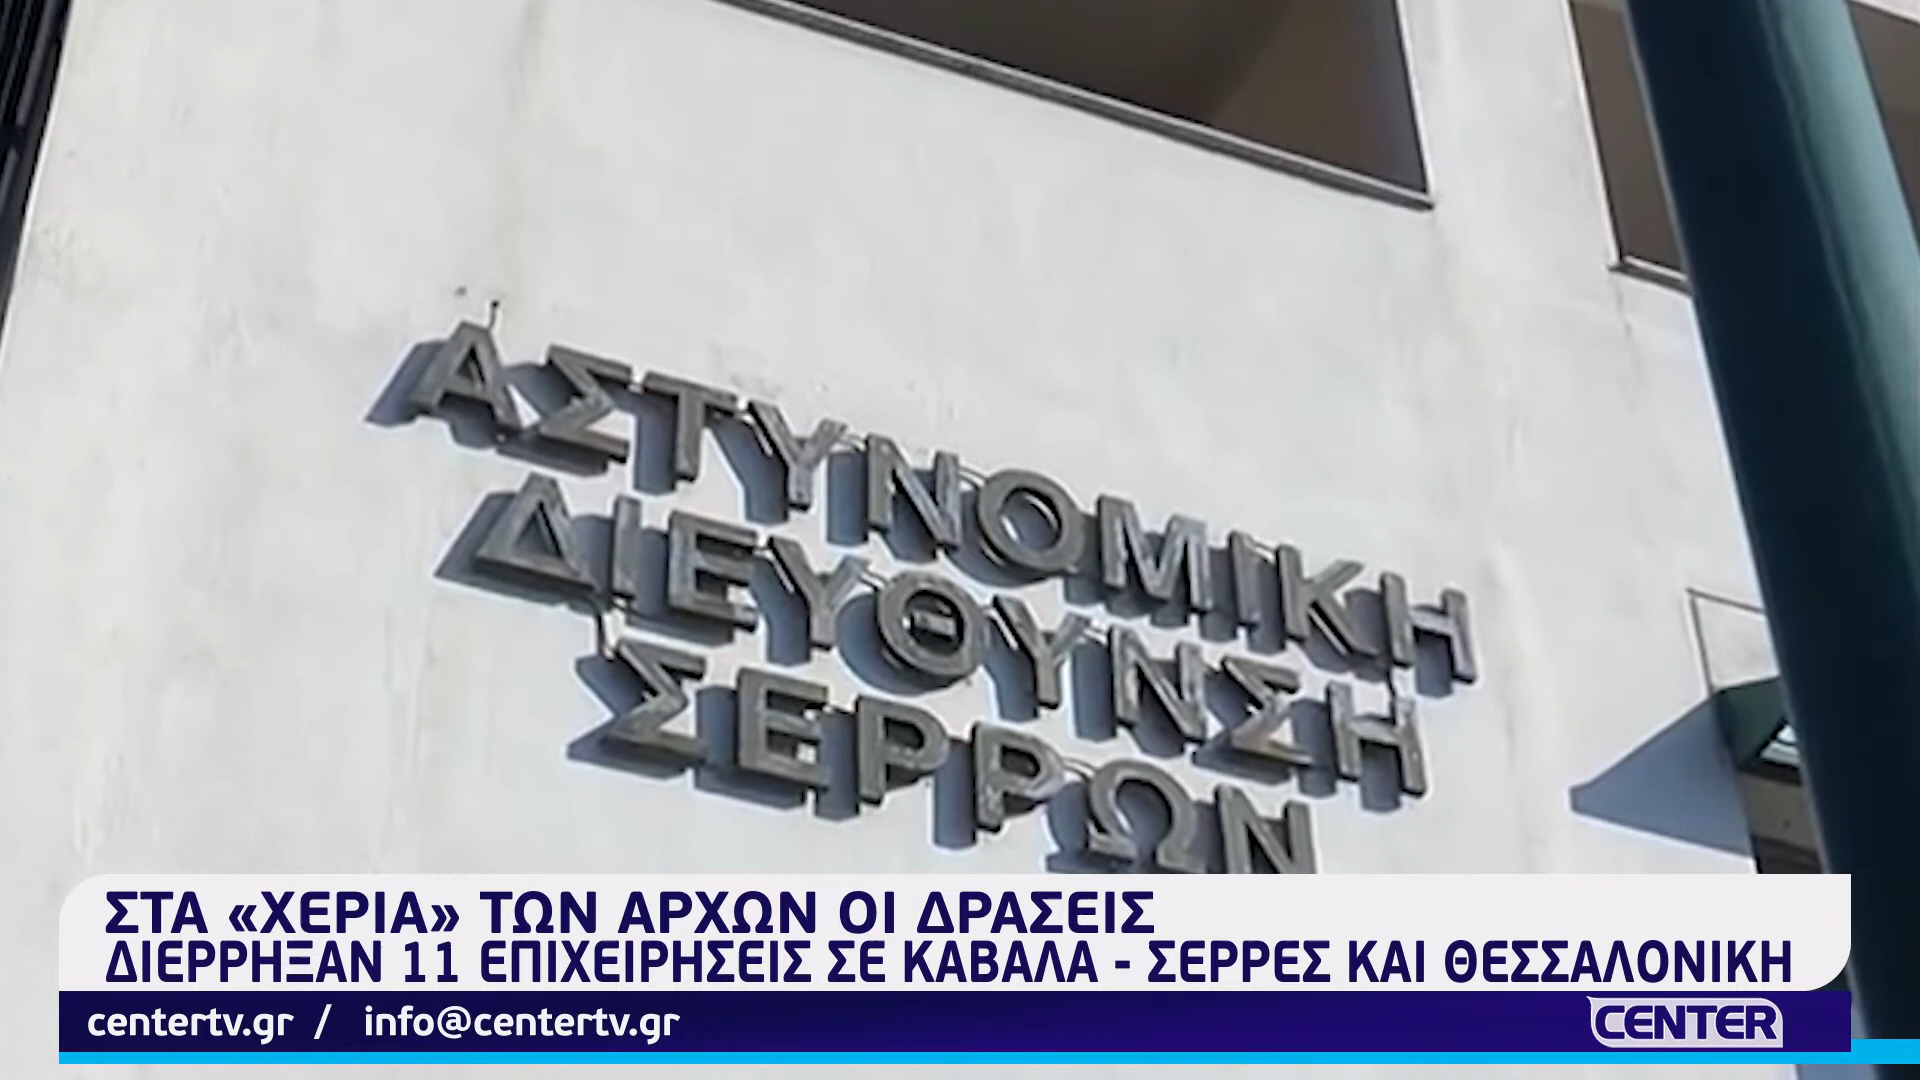 ΑΣΤΥΝΟΜΙΚΗ
ΔΙΕΥΘΥΝΣΗ
ΣΕΡΡΩΝ
ΣΤΑ «ΧΕΡΙΑ» ΤΩΝ ΑΡΧΩΝ ΟΙ ΔΡΑΣΕΙΣ
ΔΙΕΡΡΗΞΑΝ 11 ΕΠΙΧΕΙΡΗΣΕΙΣ ΣΕ ΚΑΒΑΛΑ - ΣΕΡΡΕΣ ΚΑΙ ΘΕΣΣΑΛΟΝΙΚΗ
centertv.gr / info@centertv.gr
CENTER